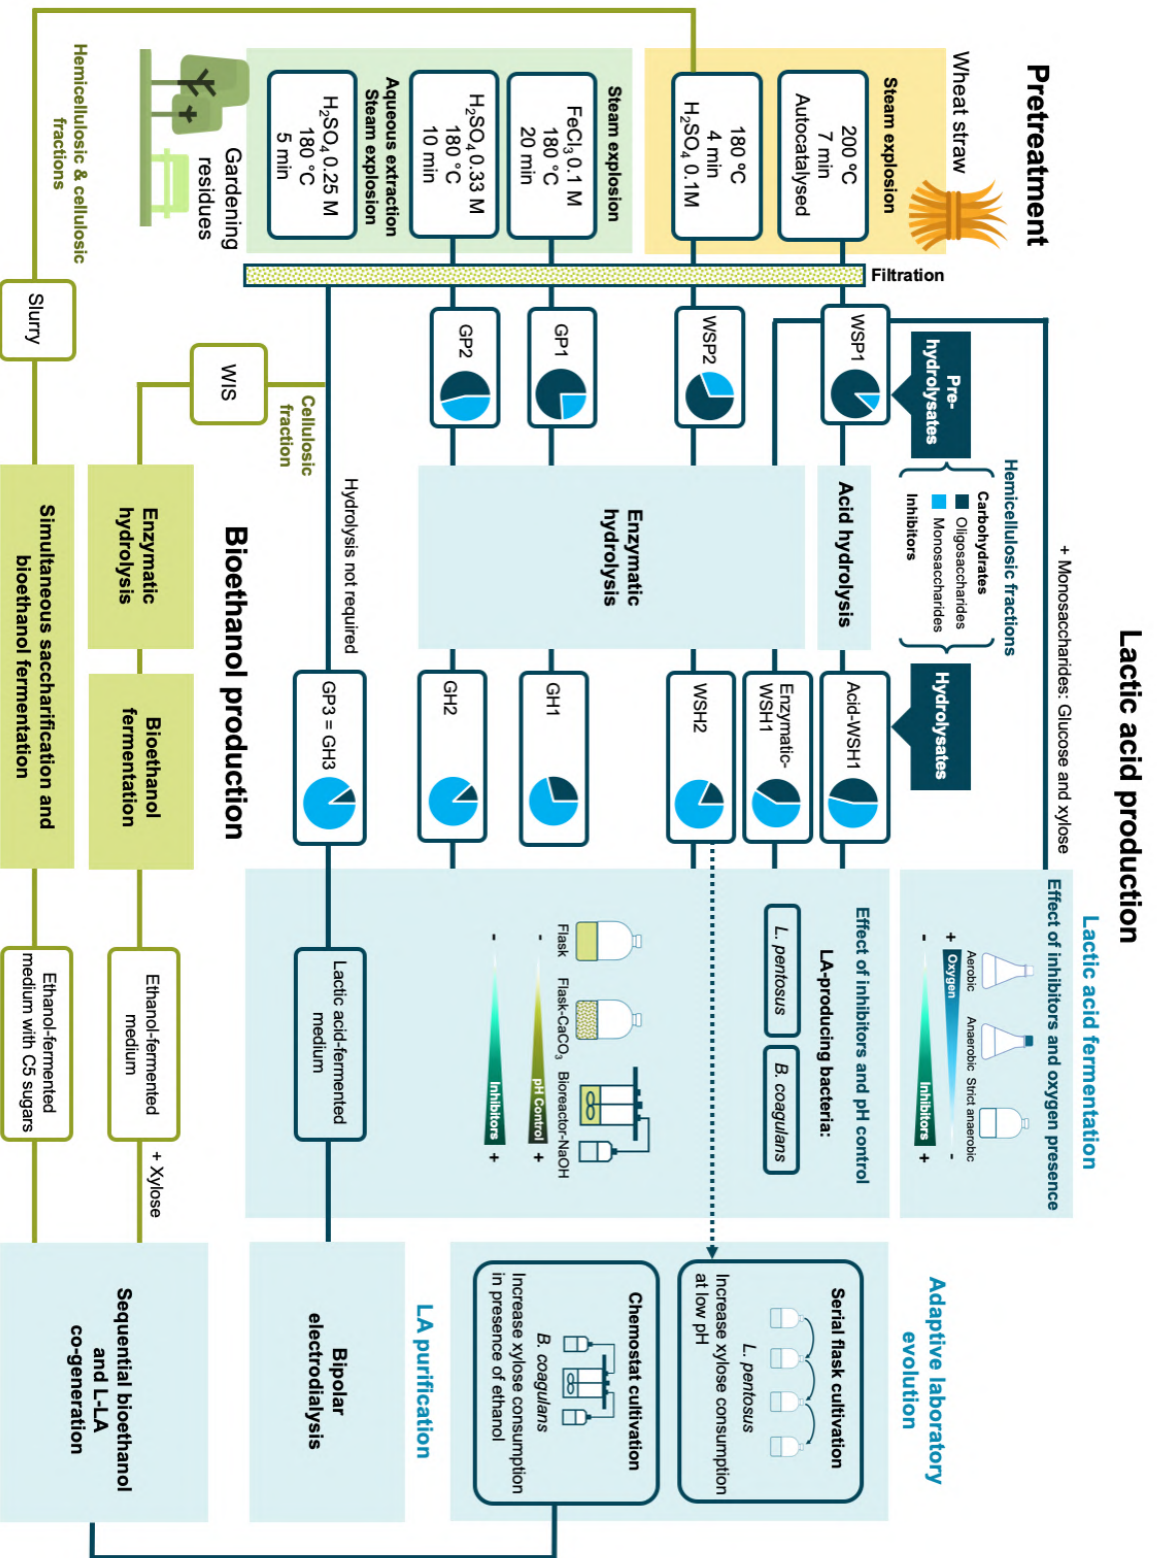 Lactic acid production
Pretreatment
Wheat straw
Steam explosion
200 °C
7 min
Autocatalysed
180 ºC
4 min
H₂SO₄ 0.1M
Steam explosion
FeCl₃ 0.1 M
180 °C
20 min
H₂SO₄ 0.33 M
180 °C
10 min
Aqueous extraction
Steam explosion
H₂SO₄ 0.25 M
180 °C
5 min
Gardening
residues
Hemicellulosic & cellulosic
fractions
Filtration
+ Monosaccharides: Glucose and xylose
Hemicellulosic fractions
Pre-
hydrolysates
Carbohydrates
Oligosaccharides
Monosaccharides
Inhibitors
Hydrolysates
WSP1
WSP2
GP1
GP2
Acid hydrolysis
Enzymatic
hydrolysis
Acid-WSH1
Enzymatic-
WSH1
WSH2
GH1
GH2
Hydrolysis not required
GP3 = GH3
Cellulosic
fraction
WIS
Slurry
Lactic acid fermentation
Effect of inhibitors and oxygen presence
Aerobic
Anaerobic
Strict anaerobic
+
Oxygen
-
-
Inhibitors
+
Effect of inhibitors and pH control
LA-producing bacteria:
L. pentosus
B. coagulans
Flask
Flask-CaCO₃
Bioreactor-NaOH
-
pH Control
+
-
Inhibitors
+
Lactic acid-fermented
medium
Adaptive laboratory
evolution
Serial flask cultivation
L. pentosus
Increase xylose consumption
at low pH
Chemostat cultivation
B. coagulans
Increase xylose consumption
in presence of ethanol
LA purification
Bipolar
electrodialysis
Bioethanol production
Enzymatic
hydrolysis
Bioethanol
fermentation
Ethanol-fermented
medium
+ Xylose
Simultaneous saccharification and
bioethanol fermentation
Ethanol-fermented
medium with C5 sugars
Sequential bioethanol
and L-LA
co-generation